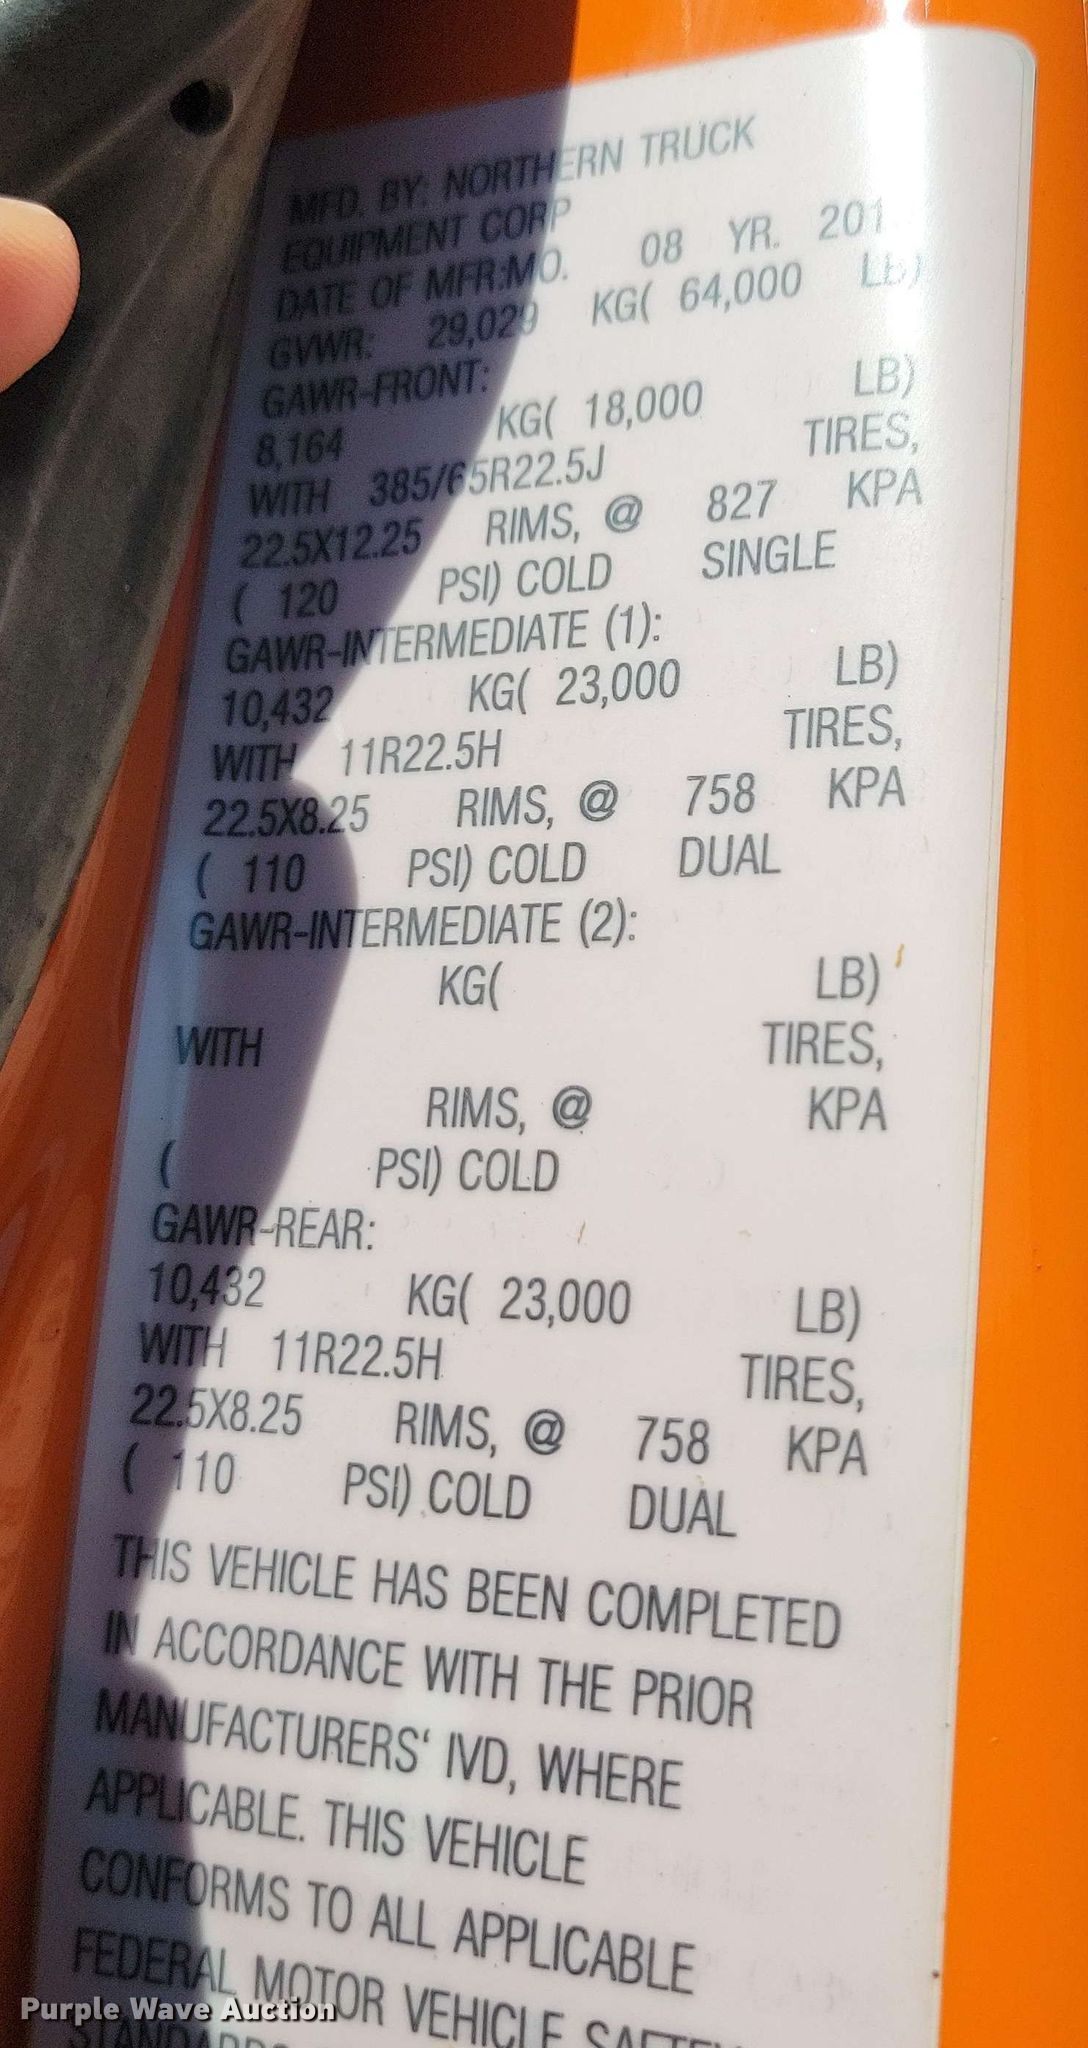 MFD. BY: NORTHERN TRUCK
EQUIPMENT CORP
DATE OF MFR:MO. 08 YR.
GVWR: 29,029 KG( 64,000 LB)
GAWR-FRONT:
8,164 KG( 18,000 LB)
WITH 385/65R22.5J TIRES,
22.5X12.25 RIMS, @ 827 KPA
( 120 PSI) COLD SINGLE
GAWR-INTERMEDIATE (1):
10,432 KG( 23,000 LB)
WITH 11R22.5H TIRES,
22.5X8.25 RIMS, @ 758 KPA
( 110 PSI) COLD DUAL
GAWR-INTERMEDIATE (2):
KG( LB)
WITH TIRES,
RIMS, @ KPA
( PSI) COLD
GAWR-REAR:
10,432 KG( 23,000 LB)
WITH 11R22.5H TIRES,
22.5X8.25 RIMS, @ 758 KPA
( 110 PSI) COLD DUAL
THIS VEHICLE HAS BEEN COMPLETED
IN ACCORDANCE WITH THE PRIOR
MANUFACTURERS' IVD, WHERE
APPLICABLE. THIS VEHICLE
CONFORMS TO ALL APPLICABLE
FEDERAL MOTOR VEHICLE SAFETY
Purple Wave Auction